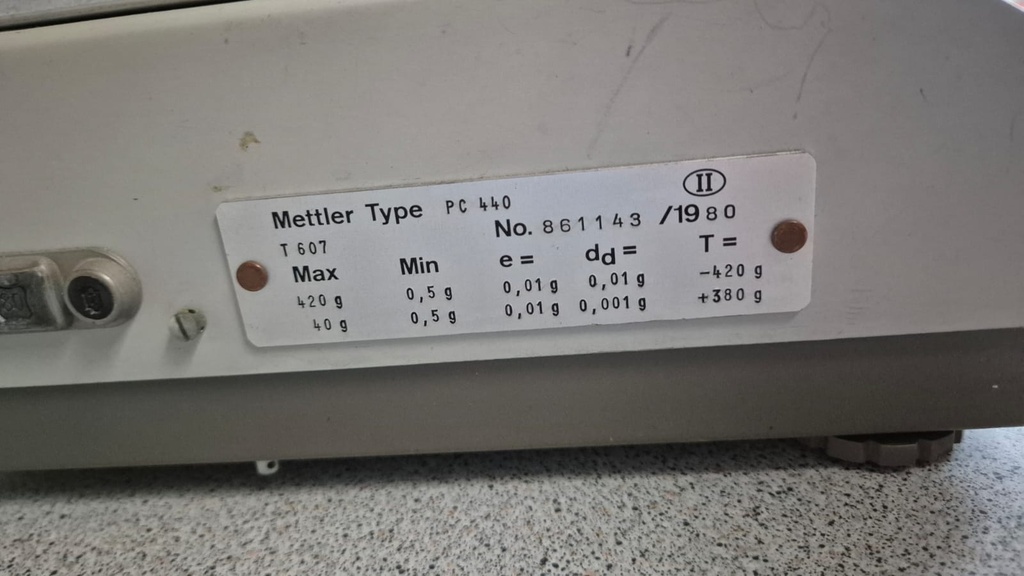 II
Mettler Type PC 440
No. 861143 /1980
T 607
Max Min e = dd = T =
420 g 0,5 g 0,01 g 0,01 g -420 g
40 g 0,5 g 0,01 g 0,001 g +380 g